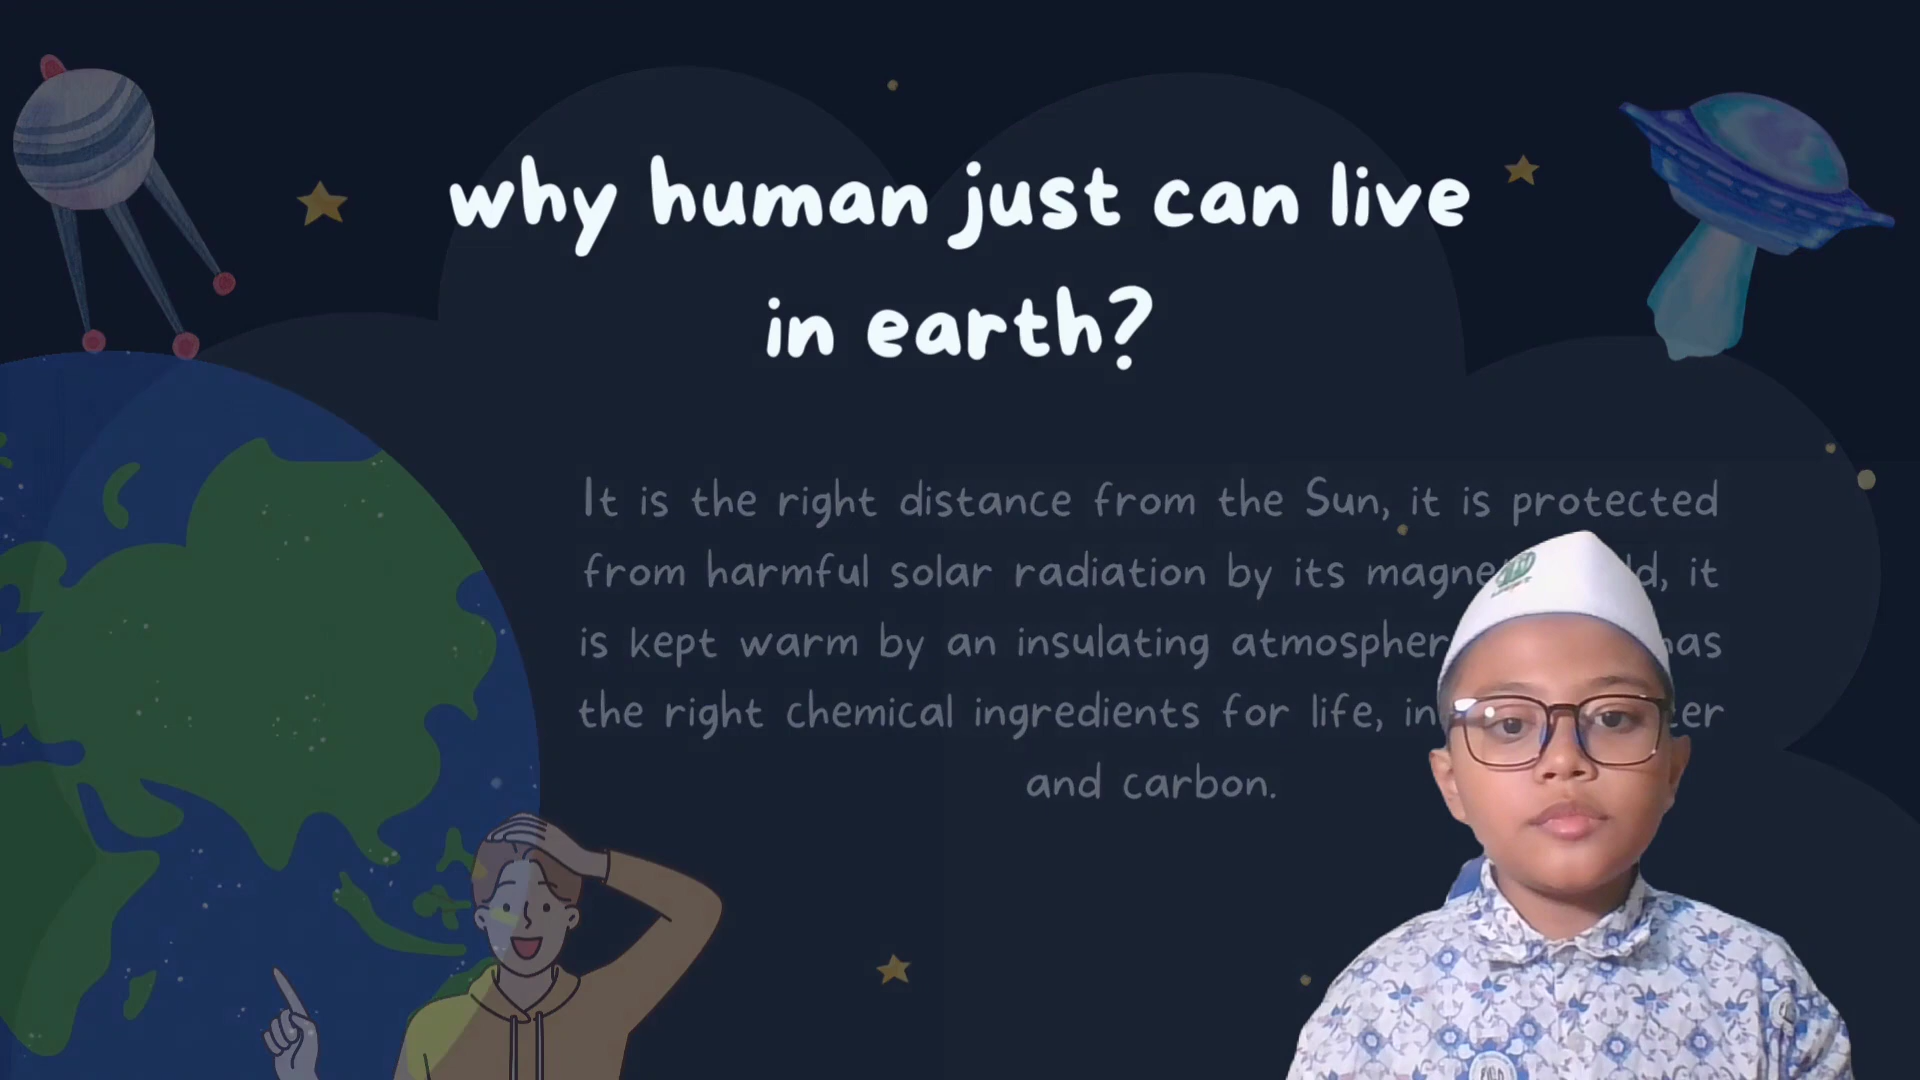 why human just can live
in earth?
It is the right distance from the Sun, it is protected
from harmful solar radiation by its magne d, it
is kept warm by an insulating atmospher has
the right chemical ingredients for life, in ter
and carbon.